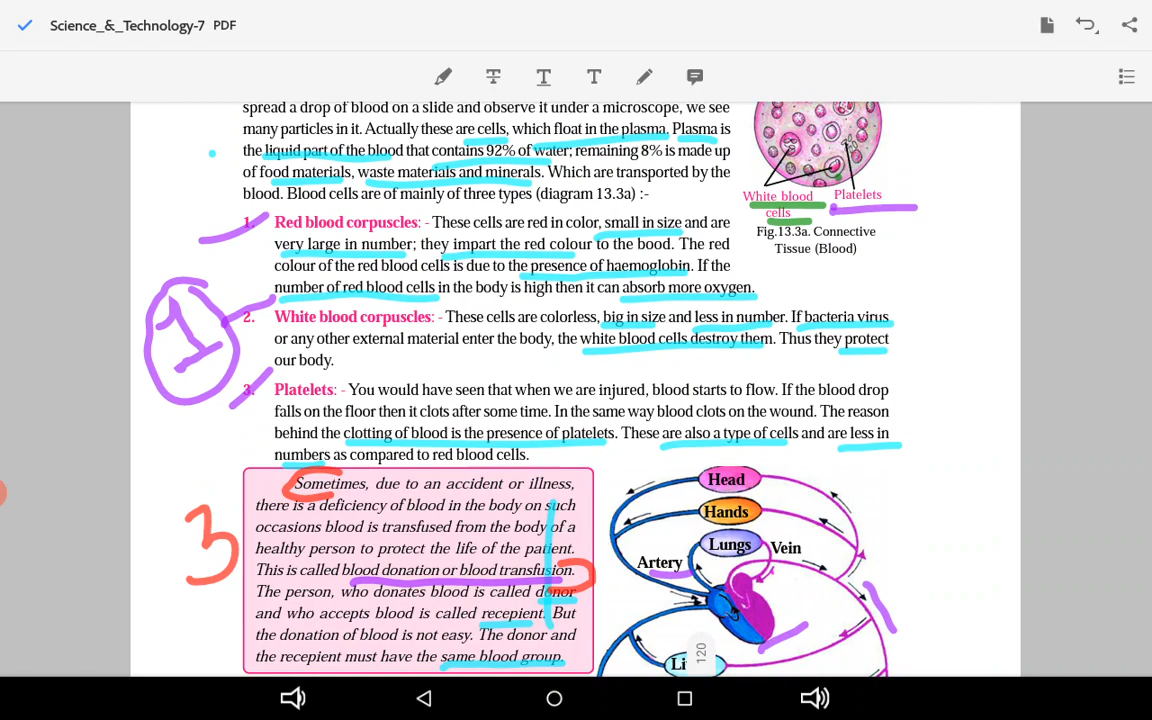 Science_&_Technology-7 PDF
spread a drop of blood on a slide and observe it under a microscope, we see
many particles in it. Actually these are cells, which float in the plasma. Plasma is
the liquid part of the blood that contains 92% of water; remaining 8% is made up
of food materials, waste materials and minerals. Which are transported by the
blood. Blood cells are of mainly of three types (diagram 13.3a) :-
White blood
cells
Platelets
Fig.13.3a. Connective
Tissue (Blood)
1. Red blood corpuscles: - These cells are red in color, small in size and are
very large in number; they impart the red colour to the bood. The red
colour of the red blood cells is due to the presence of haemoglobin. If the
number of red blood cells in the body is high then it can absorb more oxygen.
1
2. White blood corpuscles: - These cells are colorless, big in size and less in number. If bacteria virus
or any other external material enter the body, the white blood cells destroy them. Thus they protect
our body.
3. Platelets: - You would have seen that when we are injured, blood starts to flow. If the blood drop
falls on the floor then it clots after some time. In the same way blood clots on the wound. The reason
behind the clotting of blood is the presence of platelets. These are also a type of cells and are less in
numbers as compared to red blood cells.
3
Sometimes, due to an accident or illness,
there is a deficiency of blood in the body on such
occasions blood is transfused from the body of a
healthy person to protect the life of the patient.
This is called blood donation or blood transfusion.
The person, who donates blood is called donor
and who accepts blood is called recepient. But
the donation of blood is not easy. The donor and
the recepient must have the same blood group.
Head
Hands
Lungs
Vein
Artery
Li
120